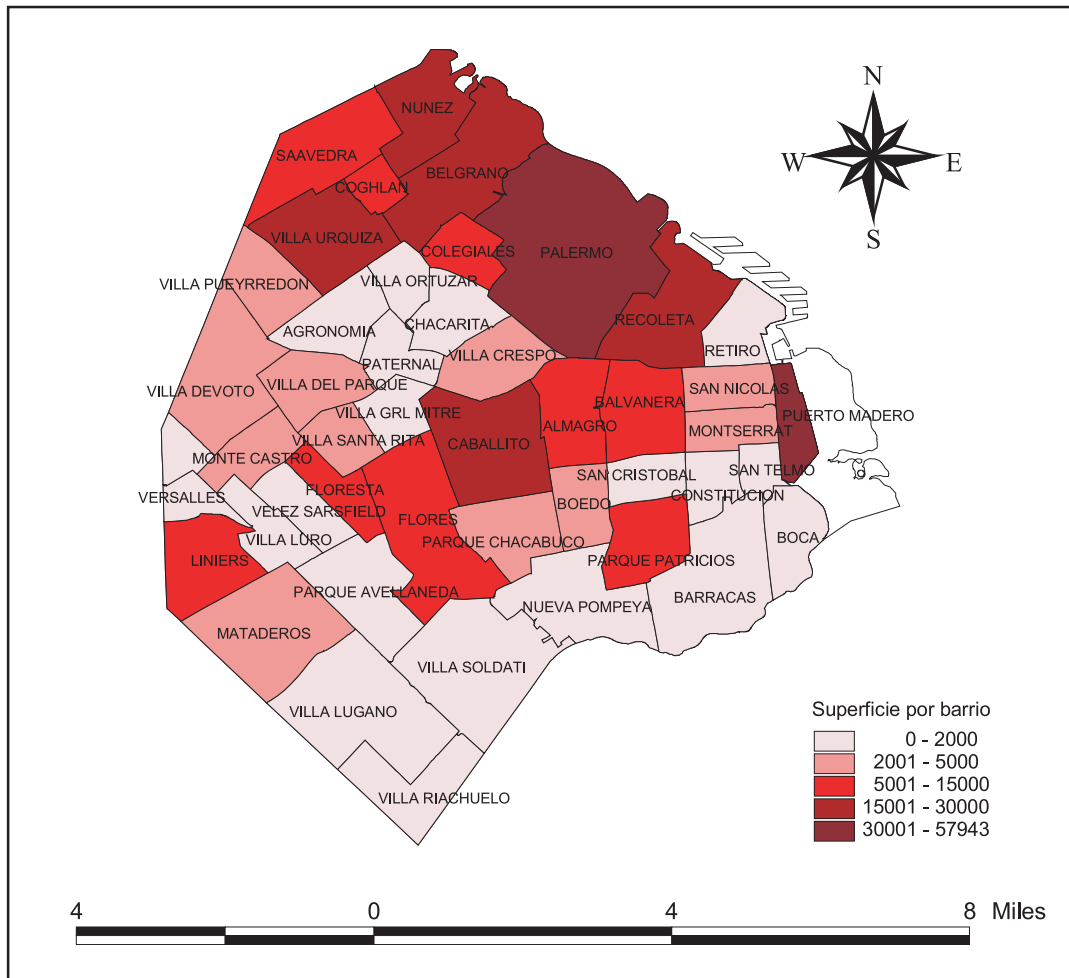 N
NUNEZ
SAAVEDRA
W
E
COGHLAN
BELGRANO
S
VILLA URQUIZA
COLEGIALES
PALERMO
VILLA PUEYRREDON
VILLA ORTUZAR
CHACARITA
AGRONOMIA
RECOLETA
RETIRO
PATERNAL
VILLA CRESPO
VILLA DEVOTO
VILLA DEL PARQUE
SAN NICOLAS
BALVANERA
VILLA GRL MITRE
PUERTO MADERO
ALMAGRO
MONTSERRAT
VILLA SANTA RITA
CABALLITO
MONTE CASTRO
SAN CRISTOBAL
SAN TELMO
FLORESTA
VERSALLES
CONSTITUCION
BOEDO
VELEZ SARSFIELD
FLORES
VILLA LURO
PARQUE CHACABUCO
BOCA
LINIERS
PARQUE PATRICIOS
PARQUE AVELLANEDA
BARRACAS
NUEVA POMPEYA
MATADEROS
VILLA SOLDATI
VILLA LUGANO
VILLA RIACHUELO
Superficie por barrio
0 - 2000
2001 - 5000
5001 - 15000
15001 - 30000
30001 - 57943
4 0 4 8 Miles